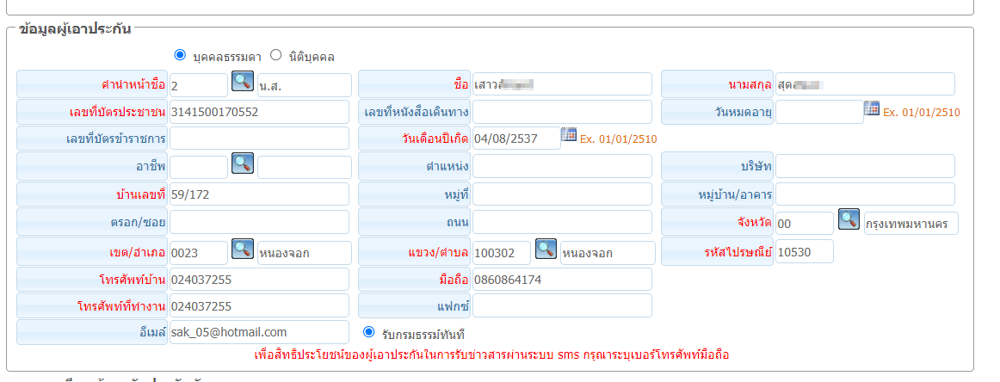 ข้อมูลผู้เอาประกัน
บุคคลธรรมดา นิติบุคคล
คำนำหน้าชื่อ 2 น.ส. ชื่อ เสาวล นามสกุล สุด
เลขที่บัตรประชาชน 3141500170552 เลขที่หนังสือเดินทาง วันหมดอายุ Ex. 01/01/2510
เลขที่บัตรข้าราชการ วันเดือนปีเกิด 04/08/2537 Ex. 01/01/2510
อาชีพ ตำแหน่ง บริษัท
บ้านเลขที่ 59/172 หมู่ที่ หมู่บ้าน/อาคาร
ตรอก/ซอย ถนน จังหวัด 00 กรุงเทพมหานคร
เขต/อำเภอ 0023 หนองจอก แขวง/ตำบล 100302 หนองจอก รหัสไปรษณีย์ 10530
โทรศัพท์บ้าน 024037255 มือถือ 0860864174
โทรศัพท์ที่ทำงาน 024037255 แฟกซ์
อีเมล์ sak_05@hotmail.com รับกรมธรรม์ทันที
เพื่อสิทธิประโยชน์ของผู้เอาประกันในการรับข่าวสารผ่านระบบ sms กรุณาระบุเบอร์โทรศัพท์มือถือ